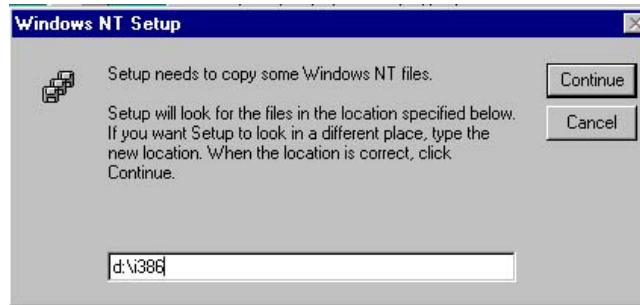 Windows NT Setup
Setup needs to copy some Windows NT files.
Continue
Setup will look for the files in the location specified below.
If you want Setup to look in a different place, type the
new location. When the location is correct, click
Continue.
Cancel
d:\i386